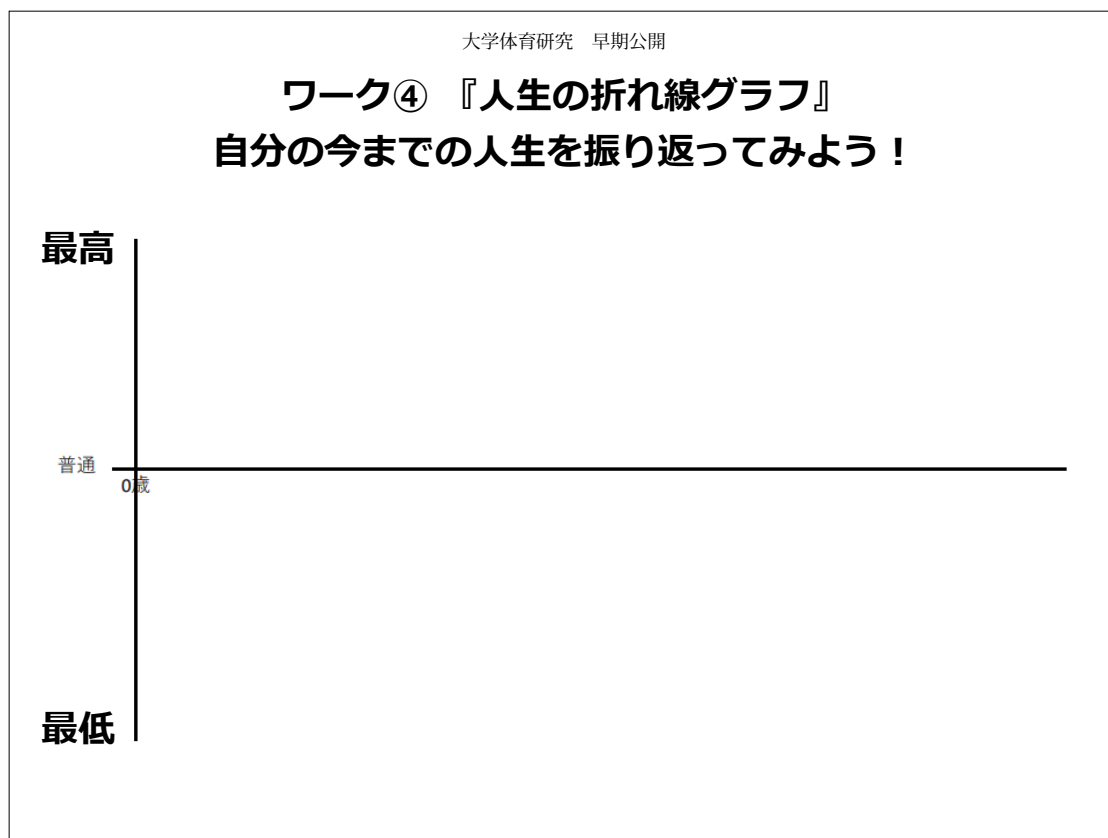 大学体育研究　早期公開
ワーク④　『人生の折れ線グラフ』
自分の今までの人生を振り返ってみよう！
最高
普通
0歳
最低